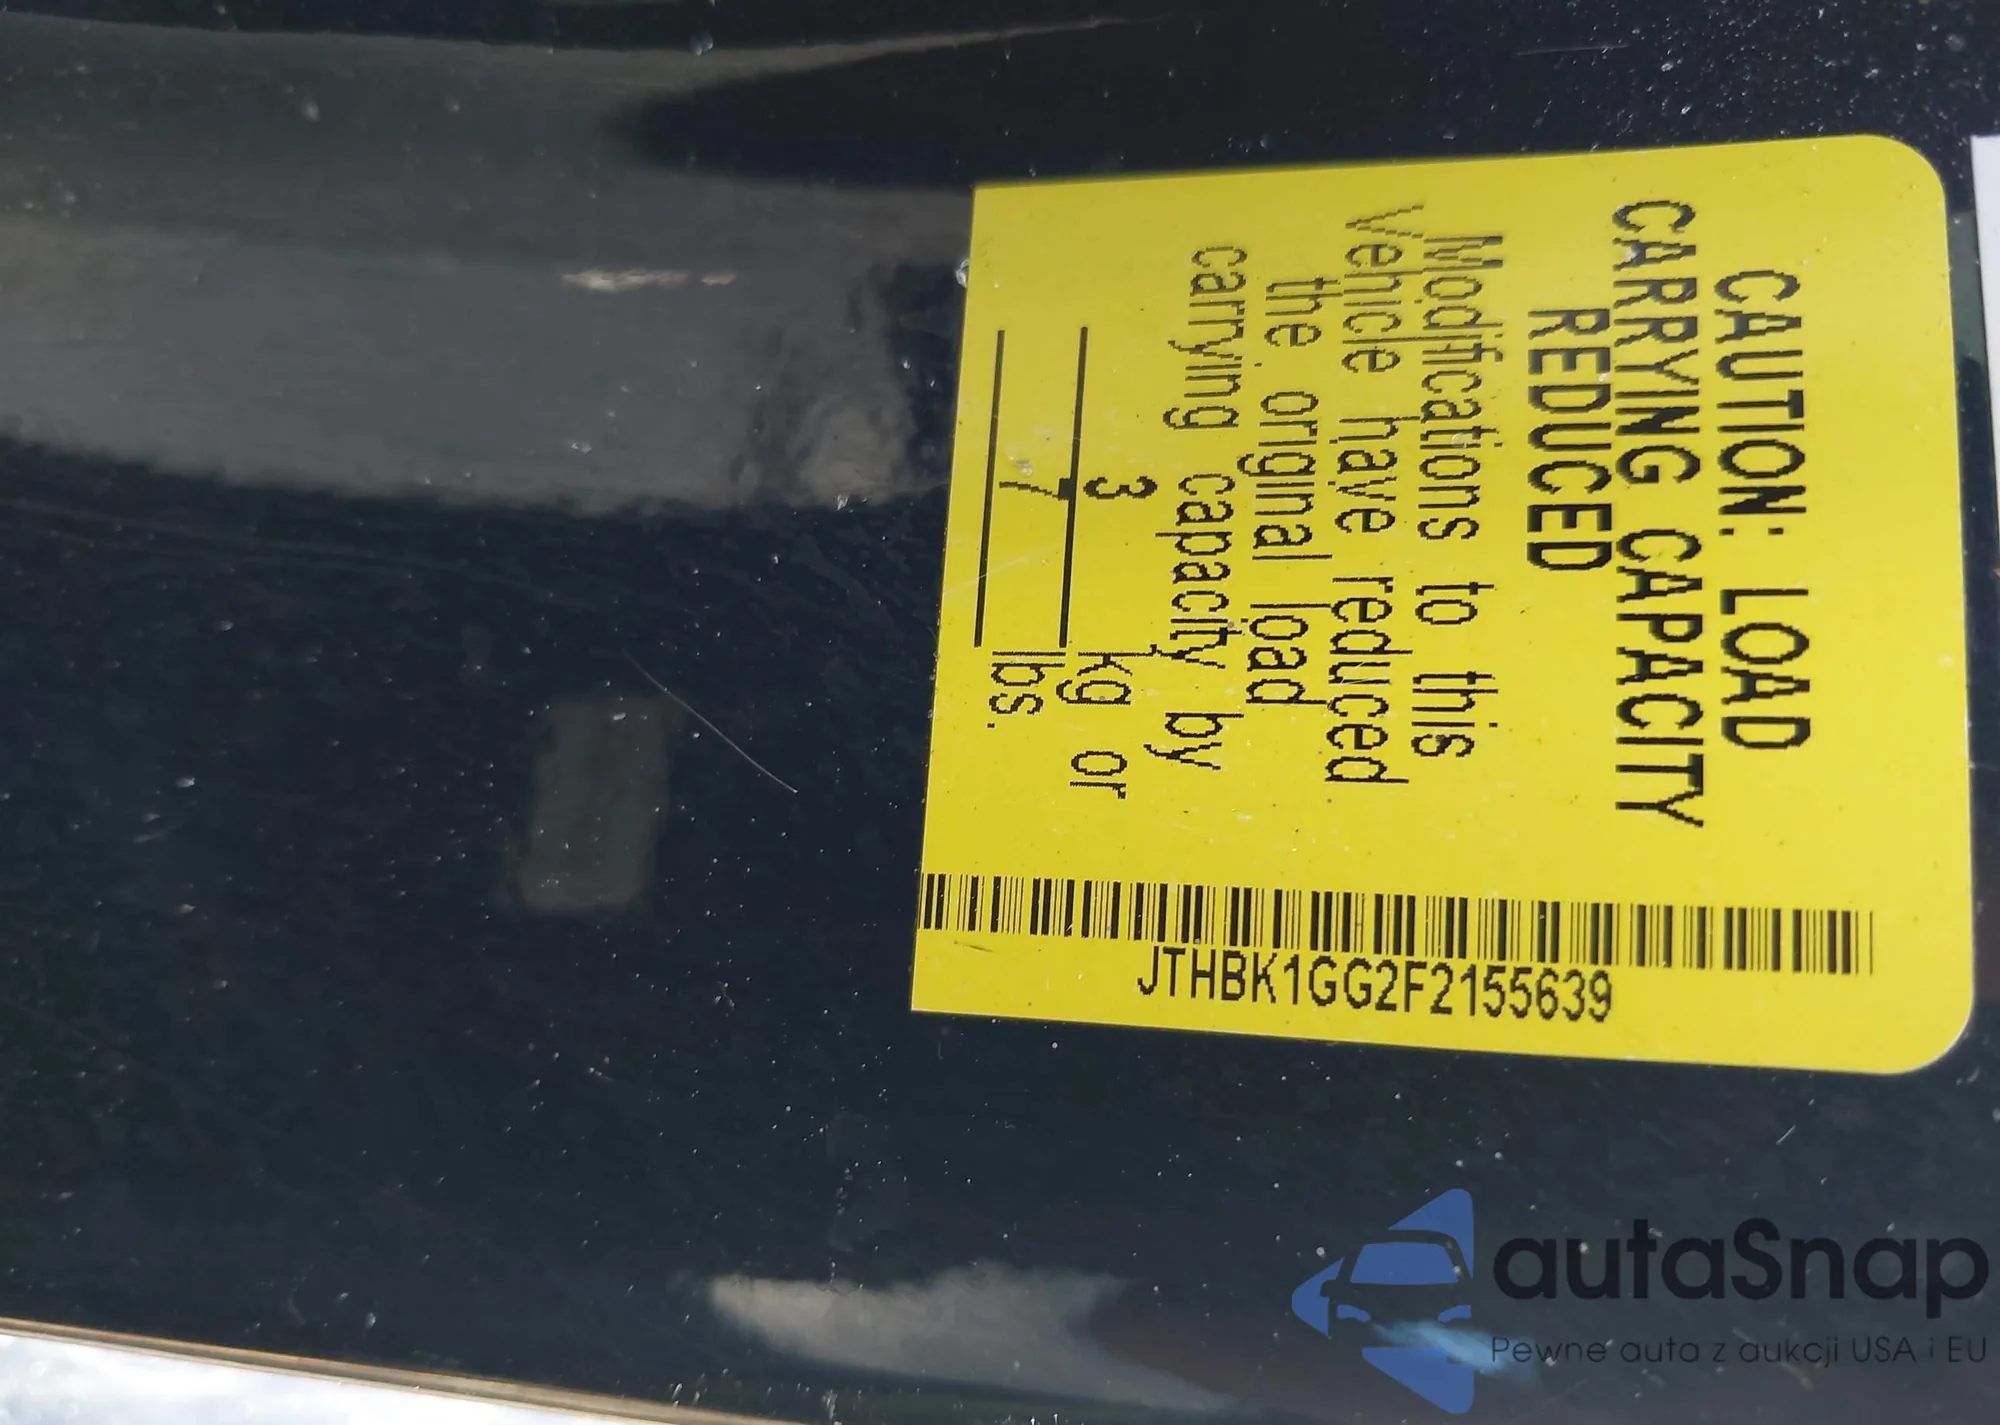 CAUTION: LOAD
CARRYING CAPACITY
REDUCED
Modifications to this
vehicle have reduced
the original load
carrying capacity by
3 kg or
7 lbs.
JTHBK1GG2F2155639
autaSnap
Pewne auta z aukcji USA i EU